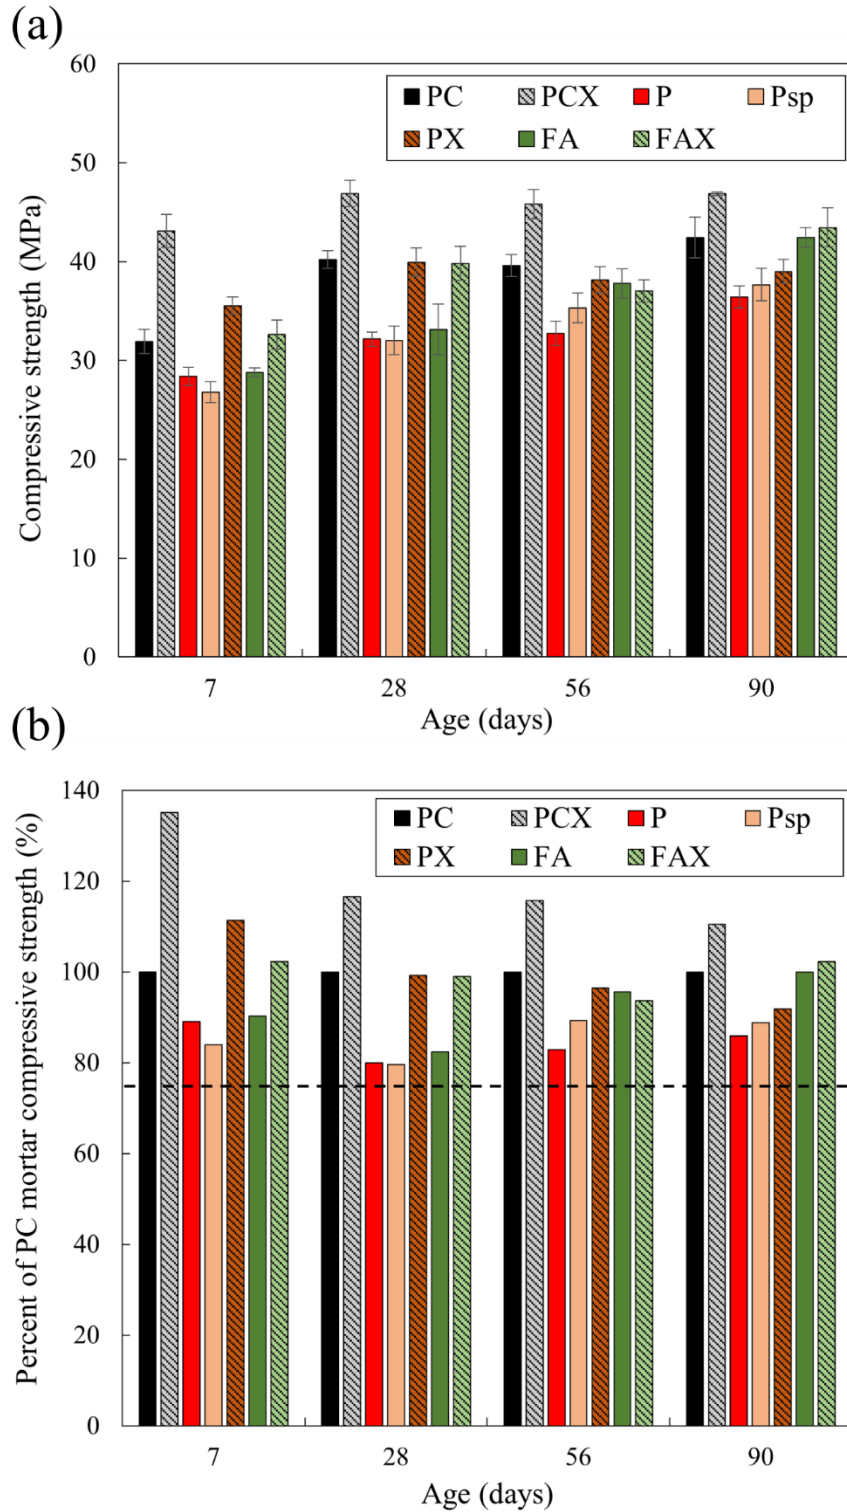 (a)
60
50
40
30
20
10
0
Compressive strength (MPa)
PC PCX P Psp
PX FA FAX
7 28 56 90
Age (days)
(b)
140
120
100
80
60
40
20
0
Percent of PC mortar compressive strength (%)
PC PCX P Psp
PX FA FAX
7 28 56 90
Age (days)